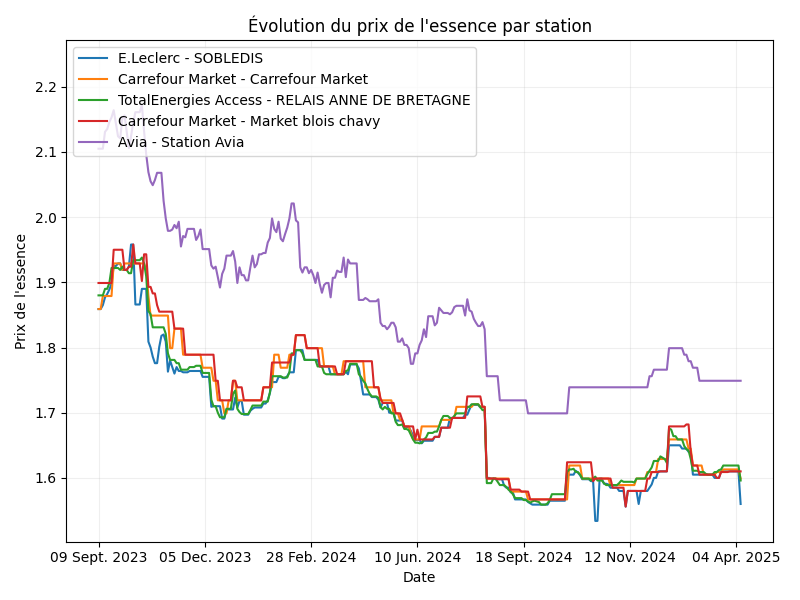 Évolution du prix de l'essence par station
E.Leclerc - SOBLEDIS
Carrefour Market - Carrefour Market
TotalEnergies Access - RELAIS ANNE DE BRETAGNE
Carrefour Market - Market blois chavy
Avia - Station Avia
Prix de l'essence
2.2
2.1
2.0
1.9
1.8
1.7
1.6
09 Sept. 2023 05 Dec. 2023 28 Feb. 2024 10 Jun. 2024 18 Sept. 2024 12 Nov. 2024 04 Apr. 2025
Date